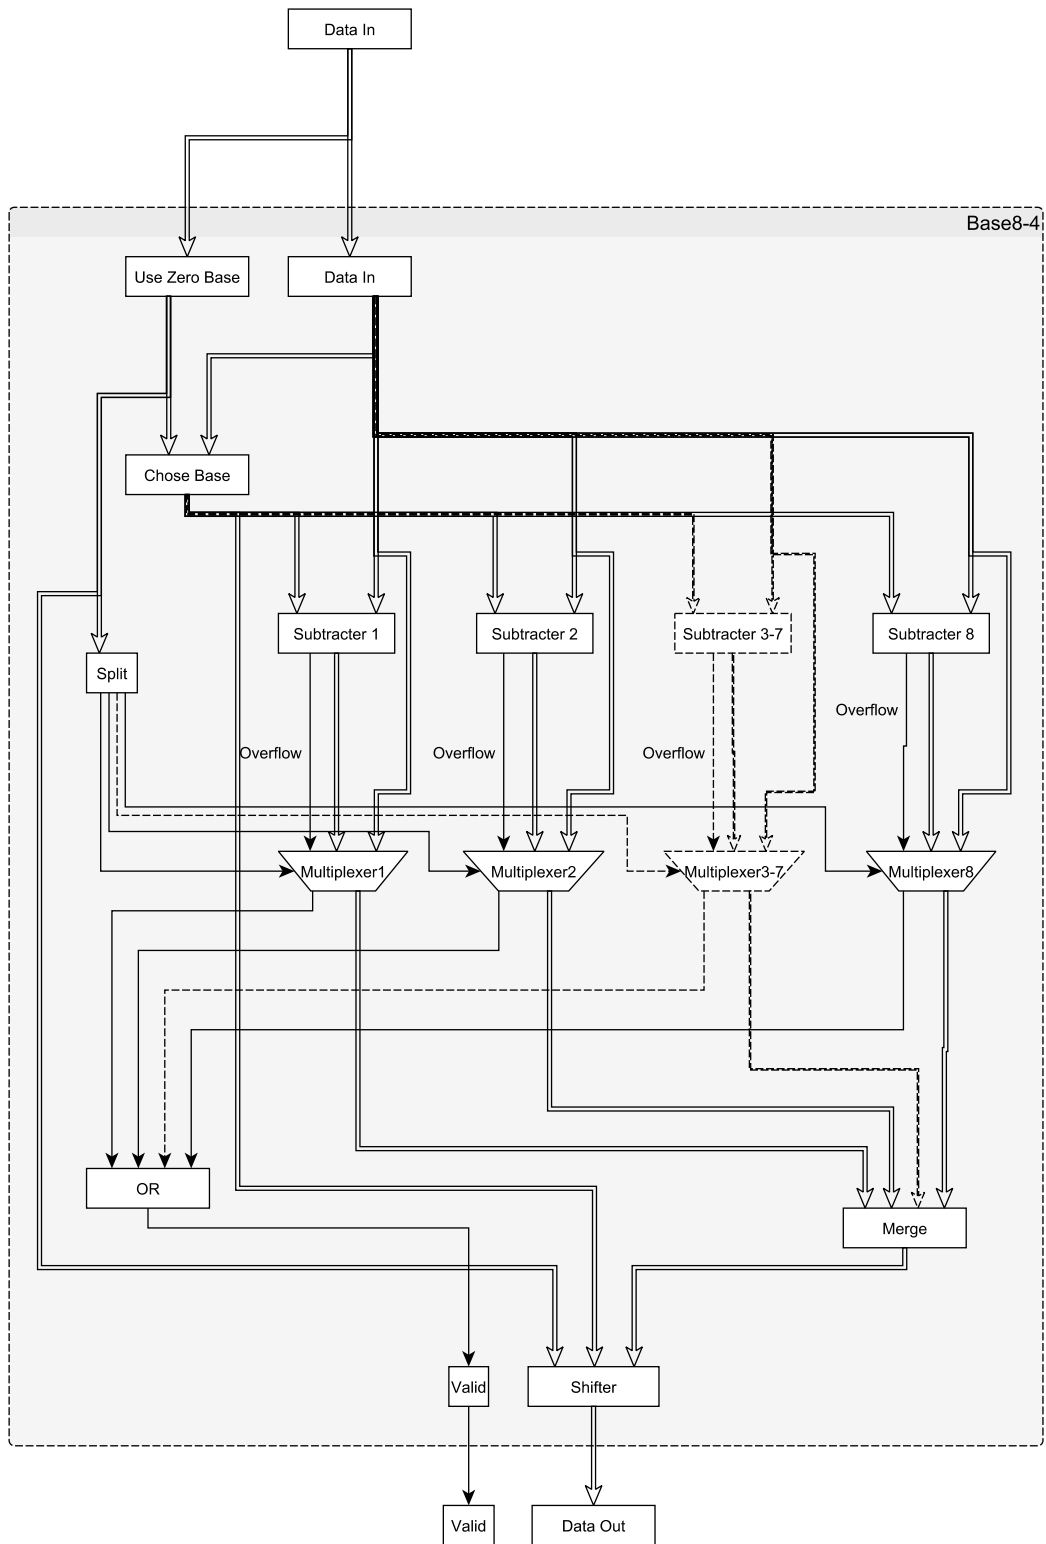 Data In
Base8-4
Use Zero Base
Data In
Chose Base
Subtracter 1
Subtracter 2
Subtracter 3-7
Subtracter 8
Split
Overflow
Overflow
Overflow
Overflow
Multiplexer1
Multiplexer2
Multiplexer3-7
Multiplexer8
OR
Merge
Valid
Shifter
Valid
Data Out